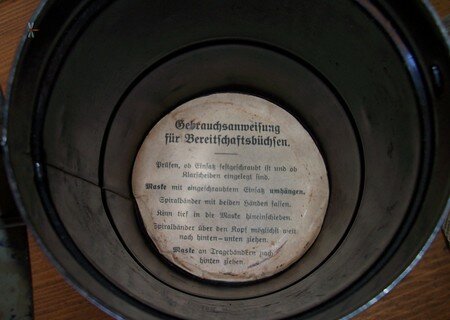 Gebrauchsanweisung
für Bereitschaftsbüchsen.
Prüfen, ob Einsatz festgeschraubt ist und ob
Klarscheiben eingelegt sind.
Maske mit eingeschraubtem Einsatz umhängen.
Spiralbänder mit beiden Händen fassen.
Kinn tief in die Maske hineinschieben.
Spiralbänder über den Kopf möglichst weit
nach hinten-unten ziehen.
Maske an Tragebändern nach
hinten ziehen.